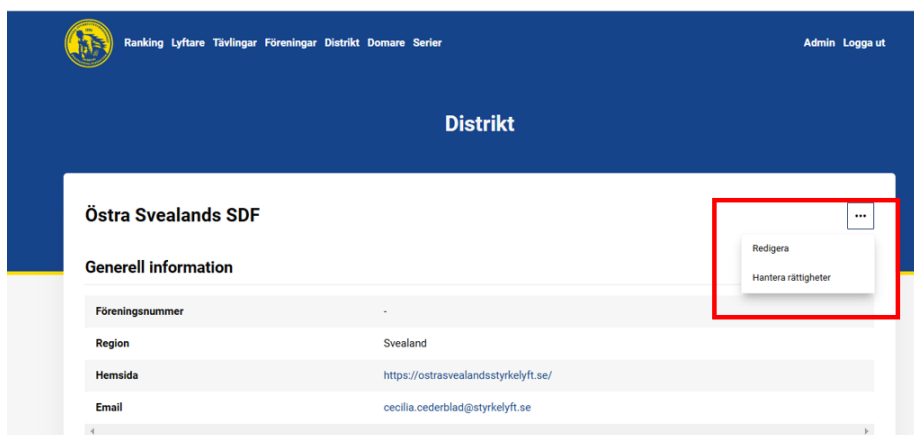 Ranking Lyftare Tävlingar Föreningar Distrikt Domare Serier Admin Logga ut
Distrikt
Östra Svealands SDF
...
Redigera
Hantera rättigheter
Generell information
Föreningsnummer -
Region Svealand
Hemsida https://ostrasvealandsstyrkelyft.se/
Email cecilia.cederblad@styrkelyft.se